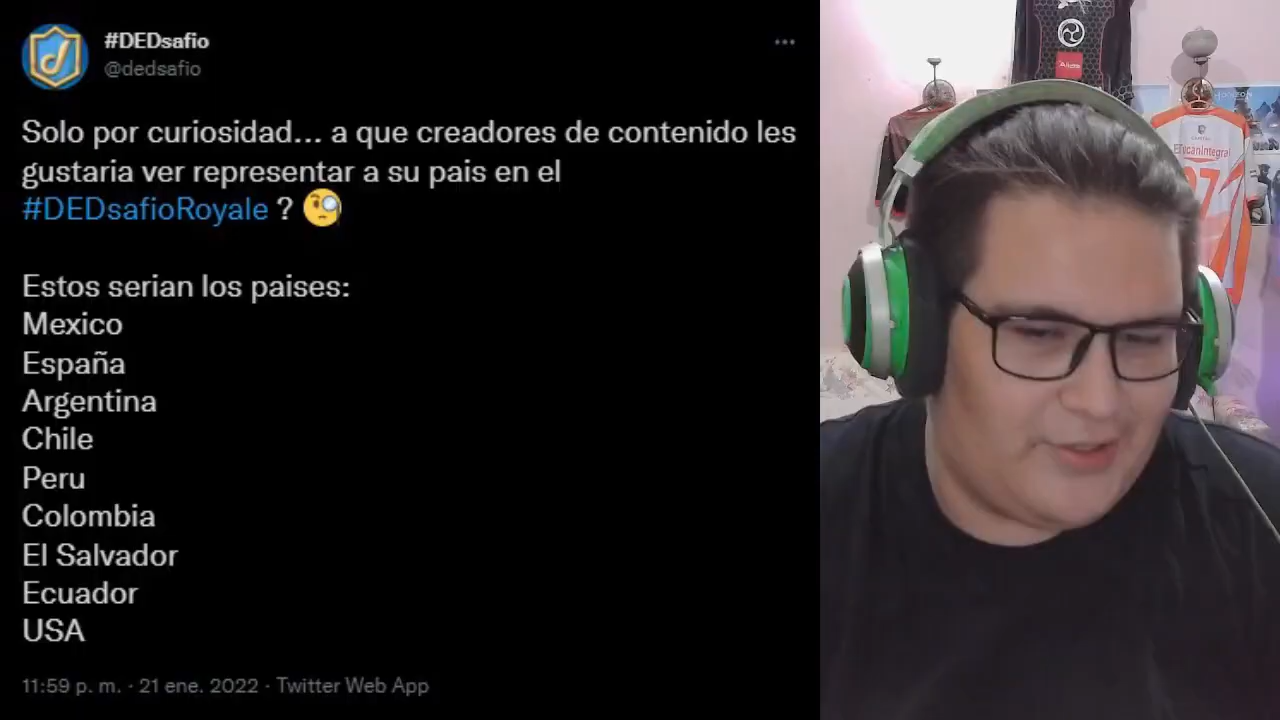 #DEDsafio
@dedsafio
Solo por curiosidad... a que creadores de contenido les
gustaria ver representar a su pais en el
#DEDsafioRoyale ? 🧐
Estos serian los paises:
Mexico
España
Argentina
Chile
Peru
Colombia
El Salvador
Ecuador
USA
11:59 p. m. · 21 ene. 2022 · Twitter Web App